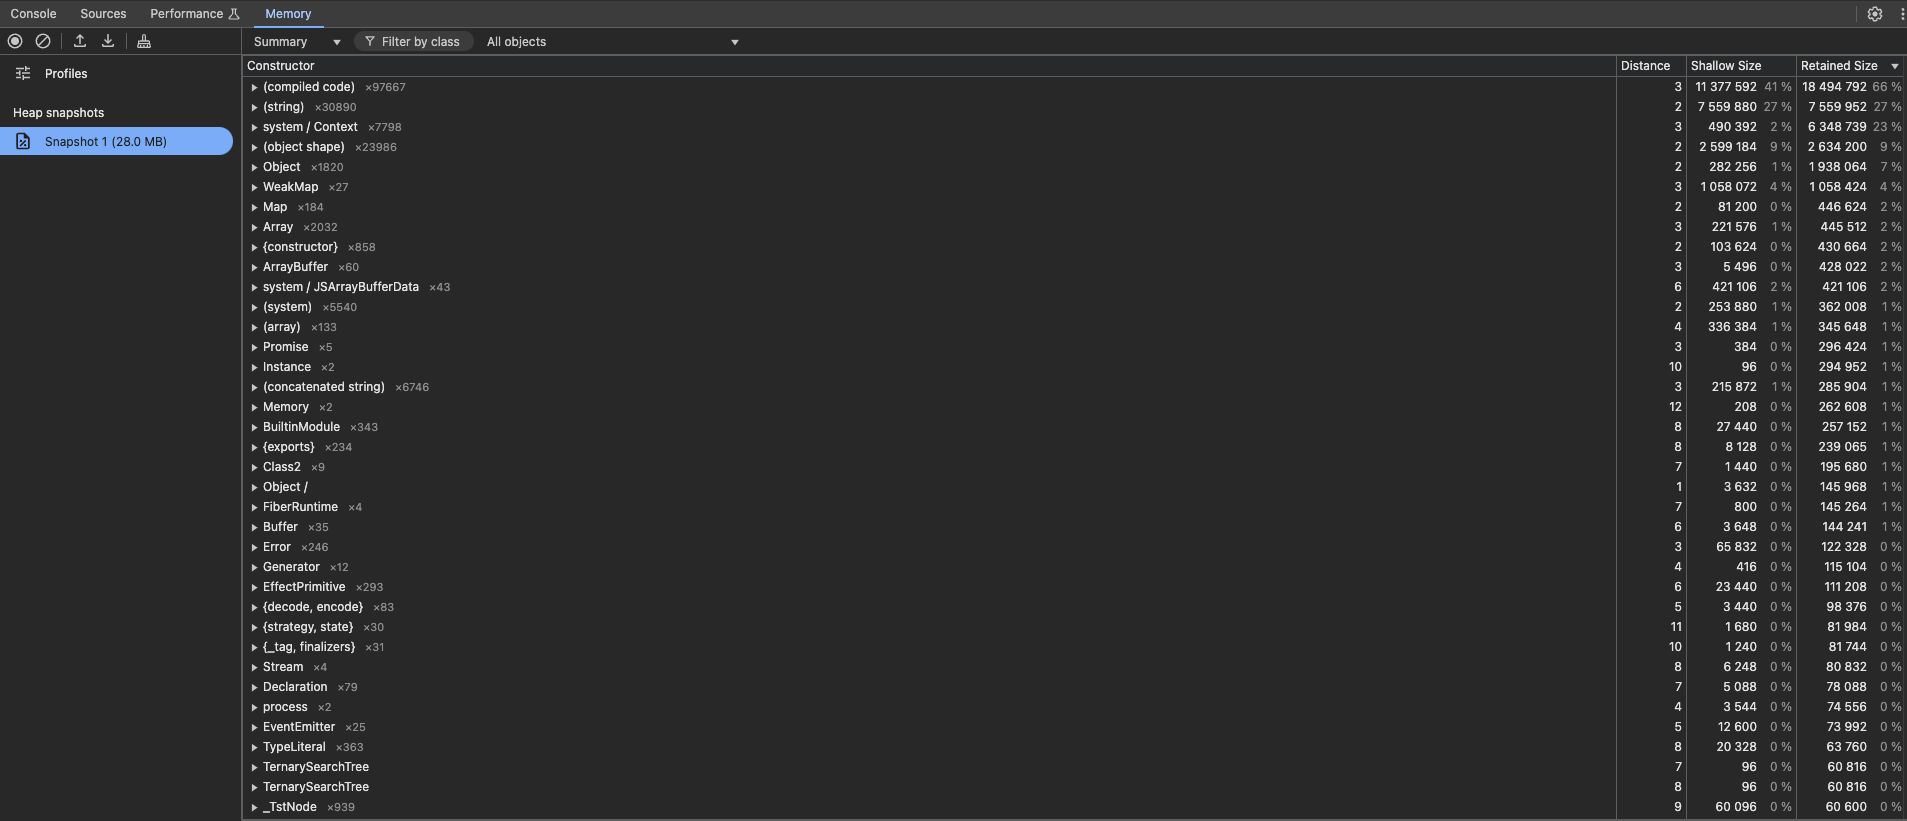 Console Sources Performance Memory
Summary Filter by class All objects
Profiles
Heap snapshots
Snapshot 1 (28.0 MB)
Constructor Distance Shallow Size Retained Size
(compiled code) ×97667 3 11 377 592 41 % 18 494 792 66 %
(string) ×30890 2 7 559 880 27 % 7 559 952 27 %
system / Context ×7798 3 490 392 2 % 6 348 739 23 %
(object shape) ×23986 2 2 599 184 9 % 2 634 200 9 %
Object ×1820 2 282 256 1 % 1 938 064 7 %
WeakMap ×27 3 1 058 072 4 % 1 058 424 4 %
Map ×184 2 81 200 0 % 446 624 2 %
Array ×2032 3 221 576 1 % 445 512 2 %
{constructor} ×858 2 103 624 0 % 430 664 2 %
ArrayBuffer ×60 3 5 496 0 % 428 022 2 %
system / JSArrayBufferData ×43 6 421 106 2 % 421 106 2 %
(system) ×5540 2 253 880 1 % 362 008 1 %
(array) ×133 4 336 384 1 % 345 648 1 %
Promise ×5 3 384 0 % 296 424 1 %
Instance ×2 10 96 0 % 294 952 1 %
(concatenated string) ×6746 3 215 872 1 % 285 904 1 %
Memory ×2 12 208 0 % 262 608 1 %
BuiltinModule ×343 8 27 440 0 % 257 152 1 %
{exports} ×234 8 8 128 0 % 239 065 1 %
Class2 ×9 7 1 440 0 % 195 680 1 %
Object / 1 3 632 0 % 145 968 1 %
FiberRuntime ×4 7 800 0 % 145 264 1 %
Buffer ×35 6 3 648 0 % 144 241 1 %
Error ×246 3 65 832 0 % 122 328 0 %
Generator ×12 4 416 0 % 115 104 0 %
EffectPrimitive ×293 6 23 440 0 % 111 208 0 %
{decode, encode} ×83 5 3 440 0 % 98 376 0 %
{strategy, state} ×30 11 1 680 0 % 81 984 0 %
{_tag, finalizers} ×31 10 1 240 0 % 81 744 0 %
Stream ×4 8 6 248 0 % 80 832 0 %
Declaration ×79 7 5 088 0 % 78 088 0 %
process ×2 4 3 544 0 % 74 556 0 %
EventEmitter ×25 5 12 600 0 % 73 992 0 %
TypeLiteral ×363 8 20 328 0 % 63 760 0 %
TernarySearchTree 7 96 0 % 60 816 0 %
TernarySearchTree 8 96 0 % 60 816 0 %
_TstNode ×939 9 60 096 0 % 60 600 0 %